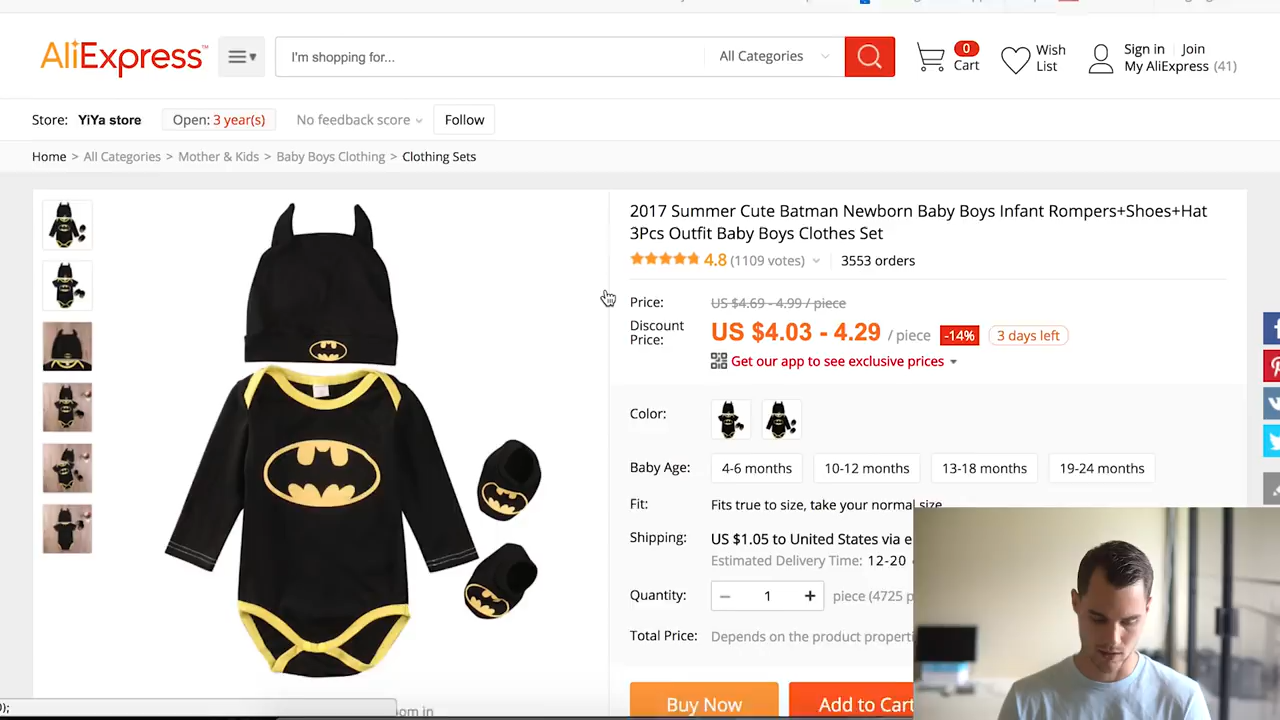 AliExpress™
I'm shopping for...
All Categories
0
Cart
Wish
List
Sign in Join
My AliExpress (41)
Store: YiYa store Open: 3 year(s) No feedback score Follow
Home > All Categories > Mother & Kids > Baby Boys Clothing > Clothing Sets
2017 Summer Cute Batman Newborn Baby Boys Infant Rompers+Shoes+Hat
3Pcs Outfit Baby Boys Clothes Set
4.8 (1109 votes) 3553 orders
Price: US $4.69 - 4.99 / piece
Discount
Price: US $4.03 - 4.29 / piece -14% 3 days left
Get our app to see exclusive prices
Color:
Baby Age: 4-6 months 10-12 months 13-18 months 19-24 months
Fit: Fits true to size, take your normal size
Shipping: US $1.05 to United States via e
Estimated Delivery Time: 12-20
Quantity: − 1 + piece (4725 p
Total Price: Depends on the product properti
Buy Now Add to Cart
);
om in